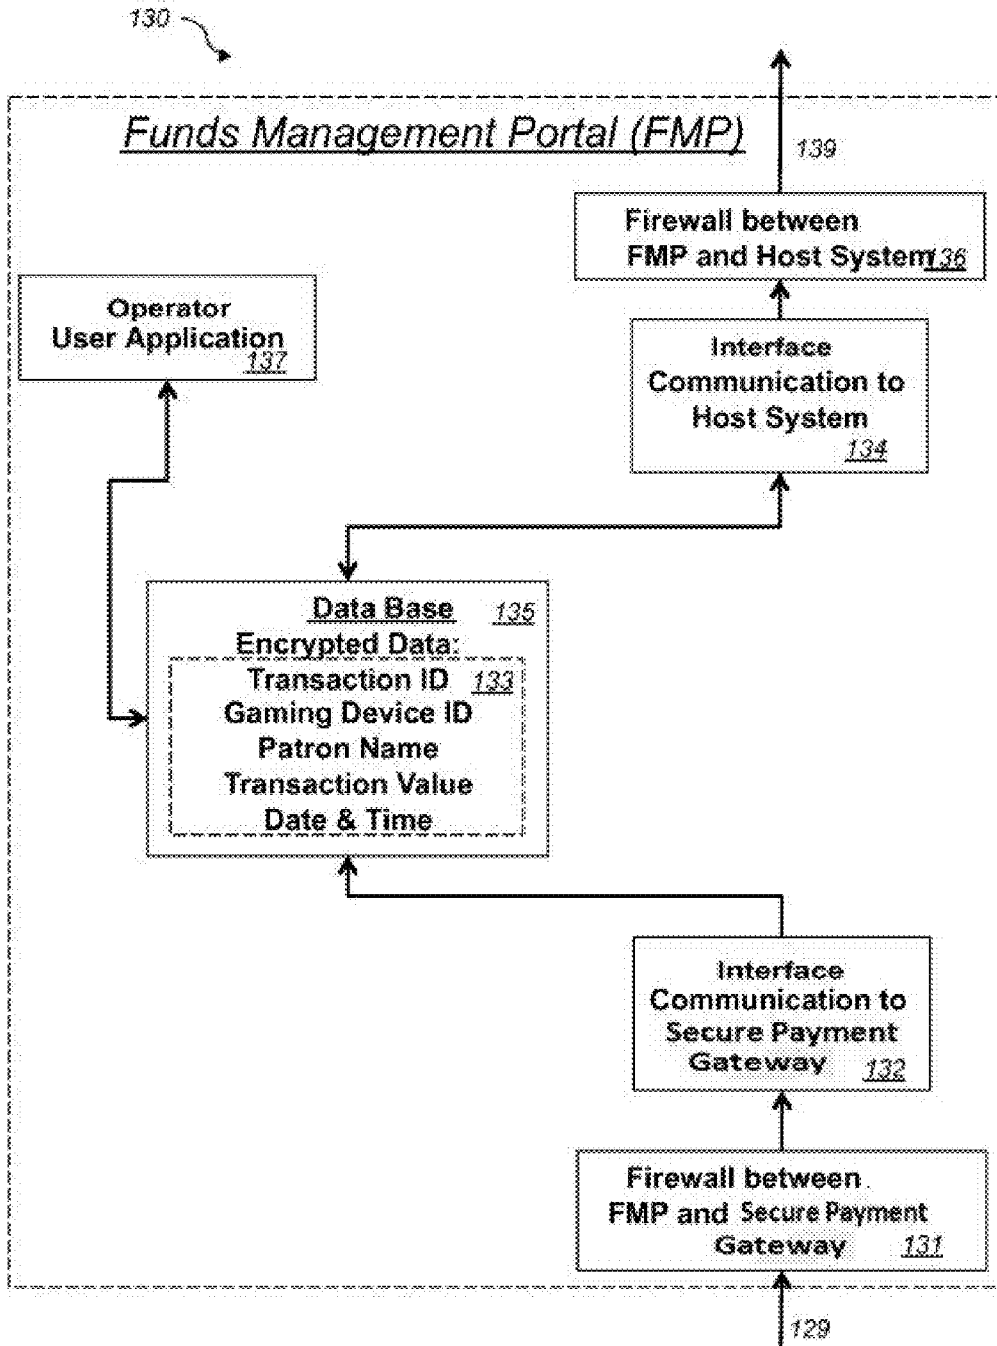 130
Funds Management Portal (FMP)
139
Firewall between
FMP and Host System 136
Operator
User Application
137
Interface
Communication to
Host System
134
Data Base 135
Encrypted Data:
Transaction ID 133
Gaming Device ID
Patron Name
Transaction Value
Date & Time
Interface
Communication to
Secure Payment
Gateway 132
Firewall between
FMP and Secure Payment
Gateway 131
129